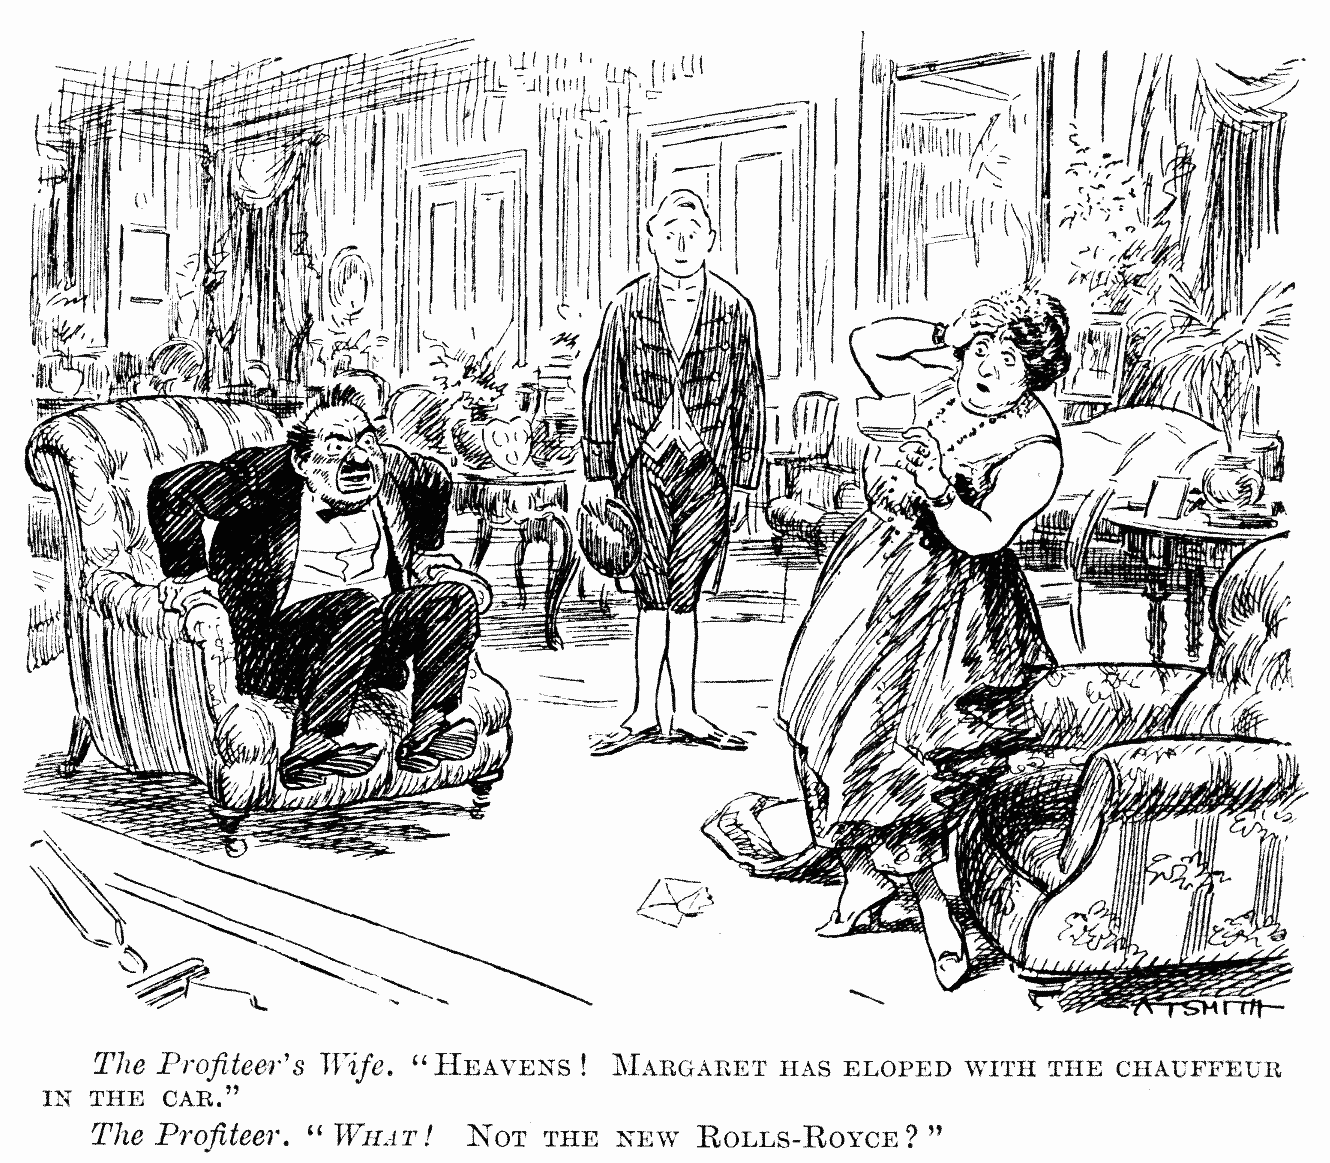 A T SMITH
The Profiteer's Wife. "HEAVENS! MARGARET HAS ELOPED WITH THE CHAUFFEUR
IN THE CAR."
The Profiteer. "WHAT! NOT THE NEW ROLLS-ROYCE?"